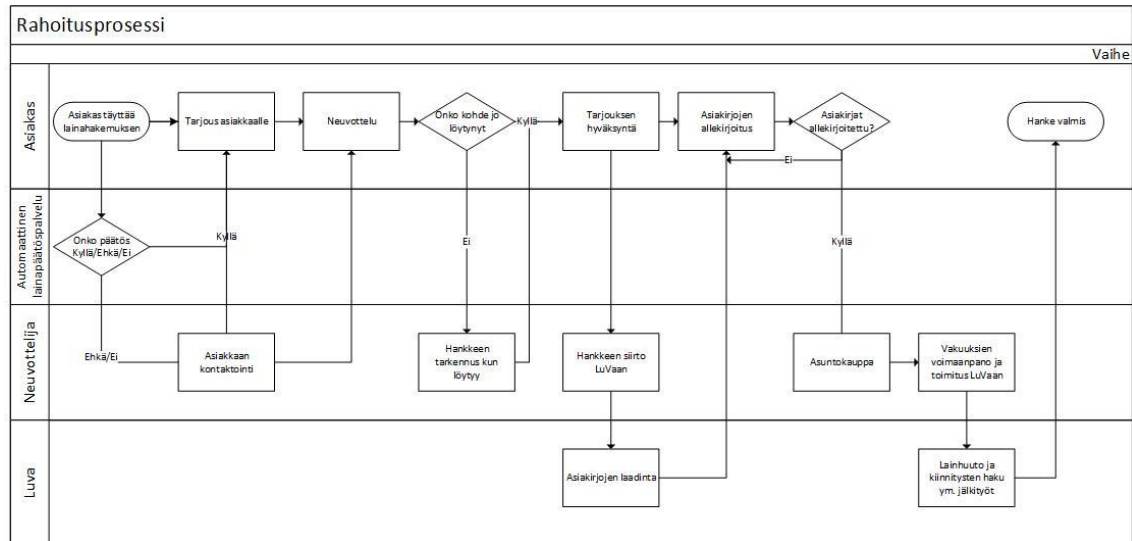 Rahoitusprosessi
Vaihe
Asiakas
Asiakas täyttää
lainahakemuksen
Tarjous asiakkaalle
Neuvottelu
Onko kohde jo
löytynyt
Kyllä
Tarjouksen
hyväksyntä
Asiakirjojen
allekirjoitus
Asiakirjat
allekirjoitettu?
Ei
Hanke valmis
Automaattinen
lainapäätöspalvelu
Onko päätös
Kyllä/Ehkä/Ei
Kyllä
Ei
Kyllä
Neuvottelija
Ehkä/Ei
Asiakkaan
kontaktointi
Hankkeen
tarkennus kun
löytyy
Hankkeen siirto
LuVaan
Asuntokauppa
Vakuuksien
voimaanpano ja
toimitus LuVaan
Luva
Asiakirjojen laadinta
Lainhuuto ja
kiinnitysten haku
ym. jälkityöt